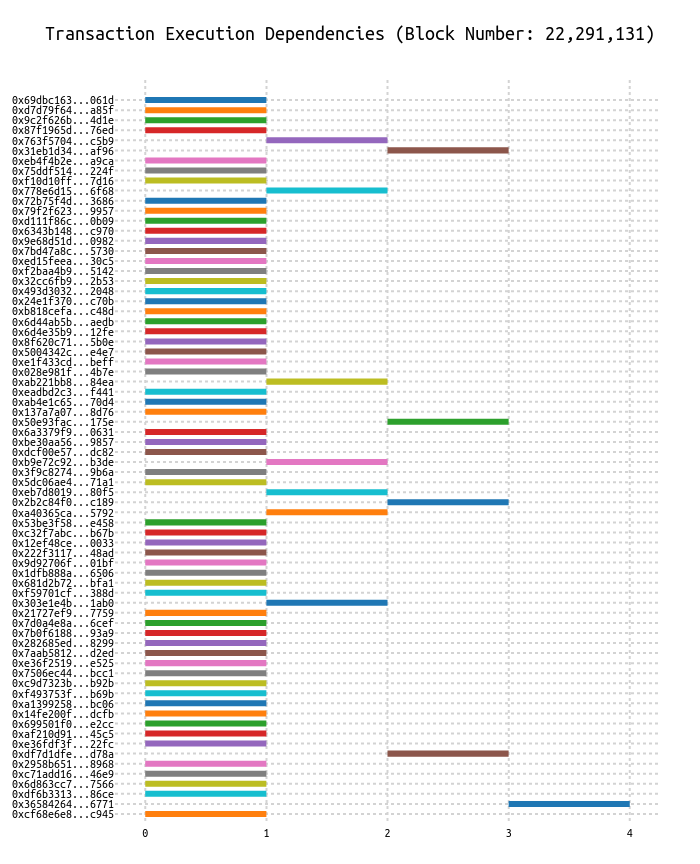 Transaction Execution Dependencies (Block Number: 22,291,131)
0x69dbc163...061d
0xd7d79f64...a85f
0x9c2f626b...4d1e
0x87f1965d...76ed
0x763f5704...c5b9
0x31eb1d34...af96
0xeb4f4b2e...a9ca
0x75ddf514...224f
0xf10d10ff...7d16
0x778e6d15...6f68
0x72b75f4d...3686
0x79f2f623...9957
0xd111f86c...0b09
0x6343b148...c970
0x9e68d51d...0982
0x7bd47a8c...5730
0xed15feea...30c5
0xf2baa4b9...5142
0x32cc6fb9...2b53
0x493d3032...2048
0x24e1f370...c70b
0xb818cefa...c48d
0x6d44ab5b...aedb
0x6d4e35b9...12fe
0x8f620c71...5b0e
0x5004342c...e4e7
0xe1f433cd...beff
0x028e981f...4b7e
0xab221bb8...84ea
0xeadbd2c3...f441
0xab4e1c65...70d4
0x137a7a07...8d76
0x50e93fac...175e
0x6a3379f9...0631
0xbe30aa56...9857
0xdcf00e57...dc82
0xb9e72c92...b3de
0x3f9c8274...9b6a
0x5dc06ae4...71a1
0xeb7d8019...80f5
0x2b2c84f0...c189
0xa40365ca...5792
0x53be3f58...e458
0xc32f7abc...b67b
0x12ef48ce...0033
0x222f3117...48ad
0x9d92706f...01bf
0x1dfb888a...6506
0x681d2b72...bfa1
0xf59701cf...388d
0x303e1e4b...1ab0
0x21727ef9...7759
0x7d0a4e8a...6cef
0x7b0f6188...93a9
0x282685ed...8299
0x7aab5812...d2ed
0xe36f2519...e525
0x7506ec44...bcc1
0xc9d7323b...b92b
0xf493753f...b69b
0xa1399258...bc06
0x14fe200f...dcfb
0x699501f0...e2cc
0xaf210d91...45c5
0xe36fdf3f...22fc
0xdf7d1dfe...d78a
0x2958b651...8968
0xc71add16...46e9
0x6d863cc7...7566
0xdf6b3313...86ce
0x36584264...6771
0xcf68e6e8...c945
0 1 2 3 4